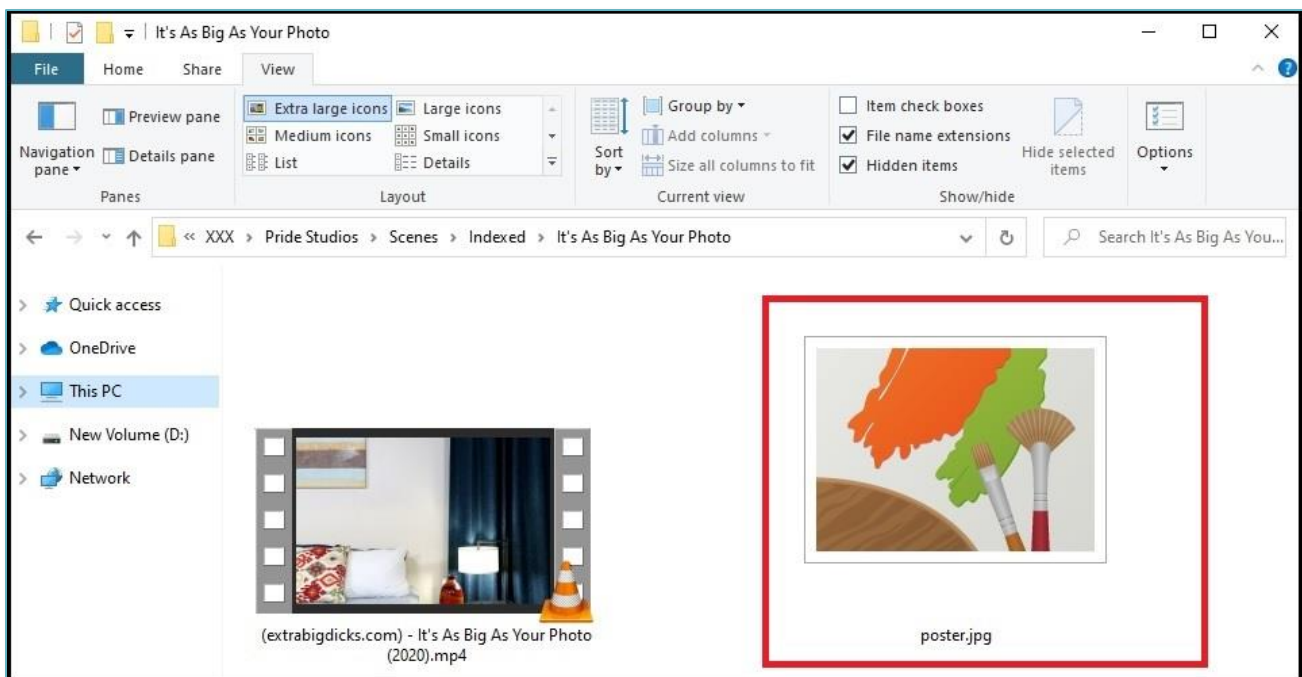 It's As Big As Your Photo
File Home Share View
Navigation pane
Preview pane
Details pane
Panes
Extra large icons Large icons
Medium icons Small icons
List Details
Layout
Sort by
Group by
Add columns
Size all columns to fit
Current view
Item check boxes
File name extensions
Hidden items
Hide selected items
Show/hide
Options
« XXX > Pride Studios > Scenes > Indexed > It's As Big As Your Photo
Search It's As Big As You...
Quick access
OneDrive
This PC
New Volume (D:)
Network
(extrabigdicks.com) - It's As Big As Your Photo
(2020).mp4
poster.jpg